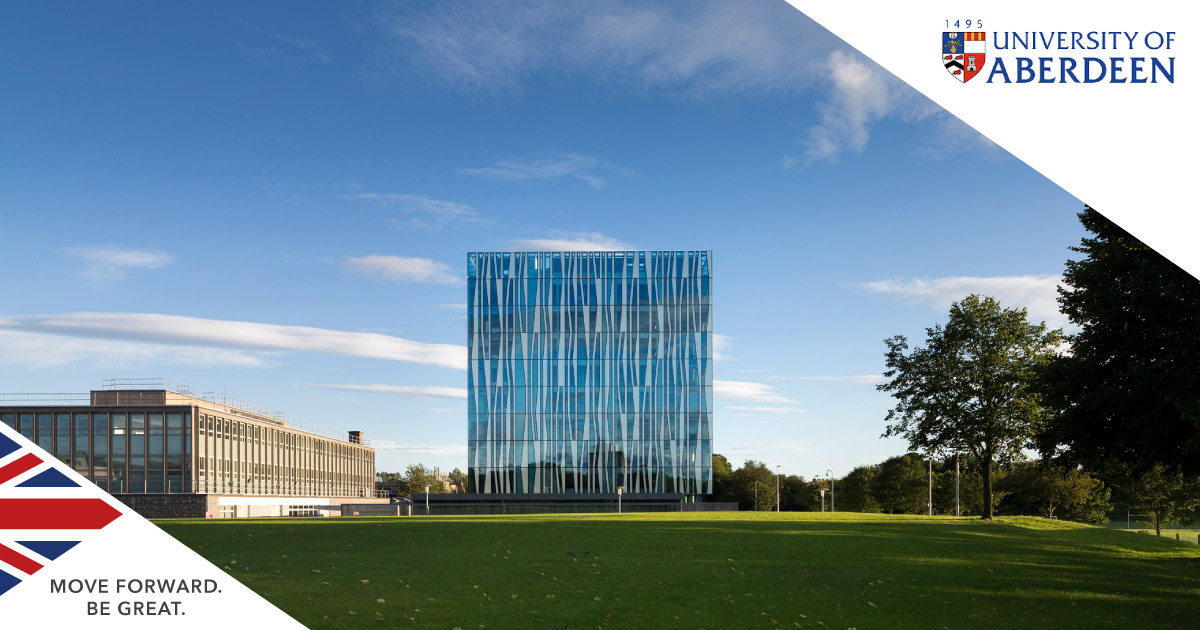 1495
UNIVERSITY OF
ABERDEEN
MOVE FORWARD.
BE GREAT.